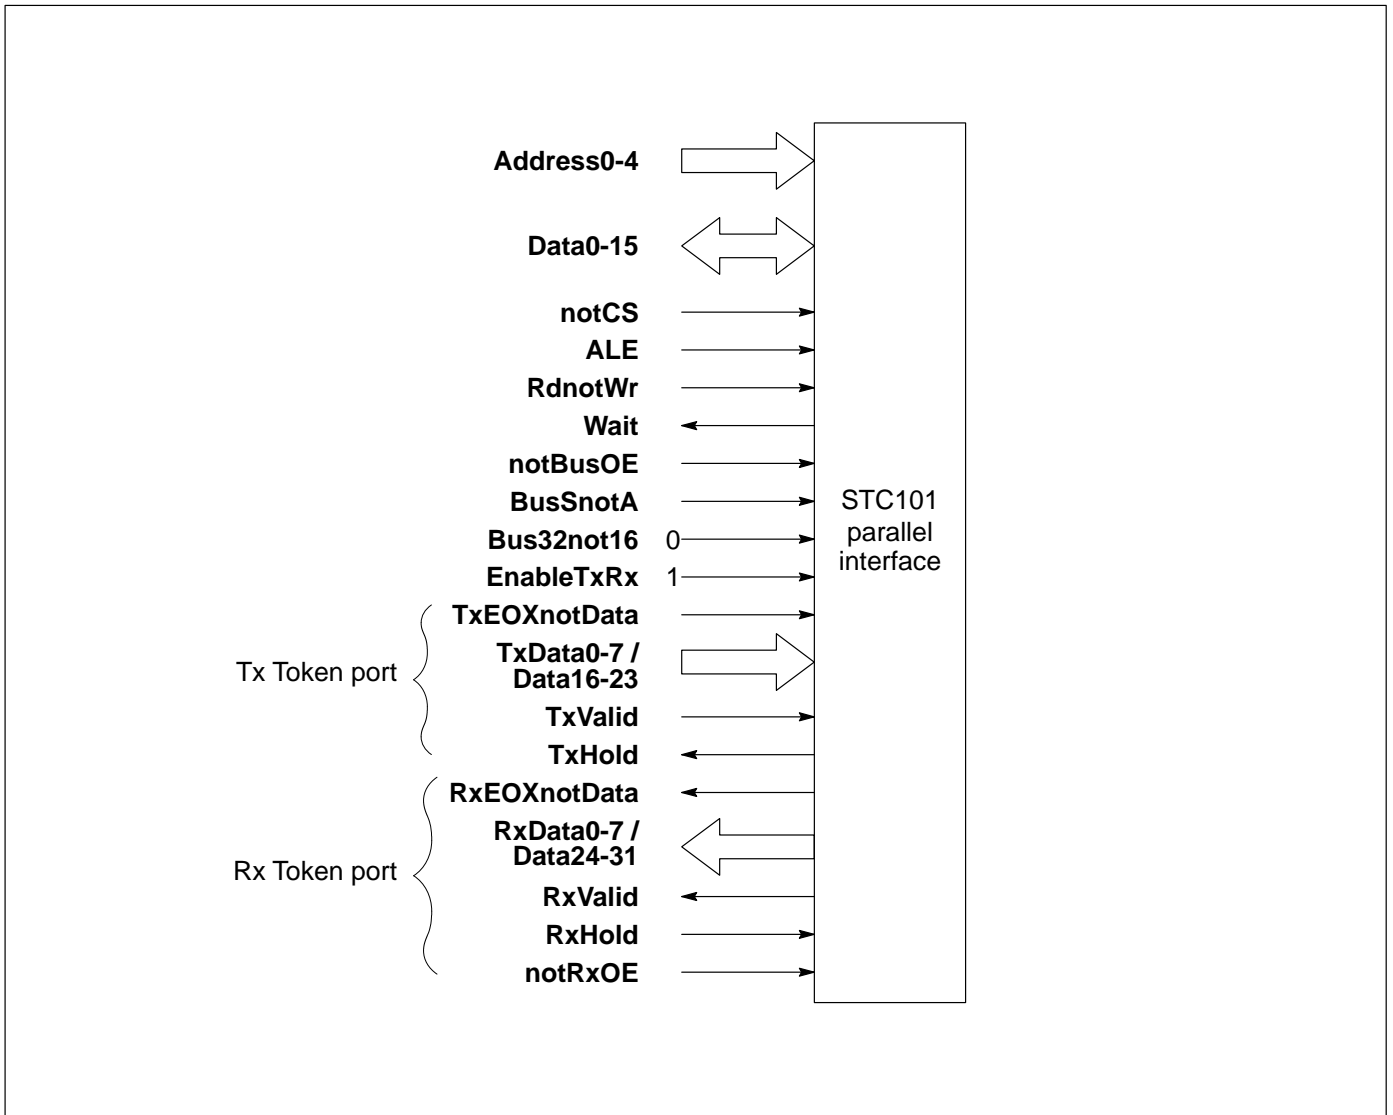 Address0-4
Data0-15
notCS
ALE
RdnotWr
Wait
notBusOE
BusSnotA
Bus32not16 0
EnableTxRx 1
TxEOXnotData
TxData0-7 /
Data16-23
TxValid
TxHold
Tx Token port
RxEOXnotData
RxData0-7 /
Data24-31
RxValid
RxHold
notRxOE
Rx Token port
STC101
parallel
interface